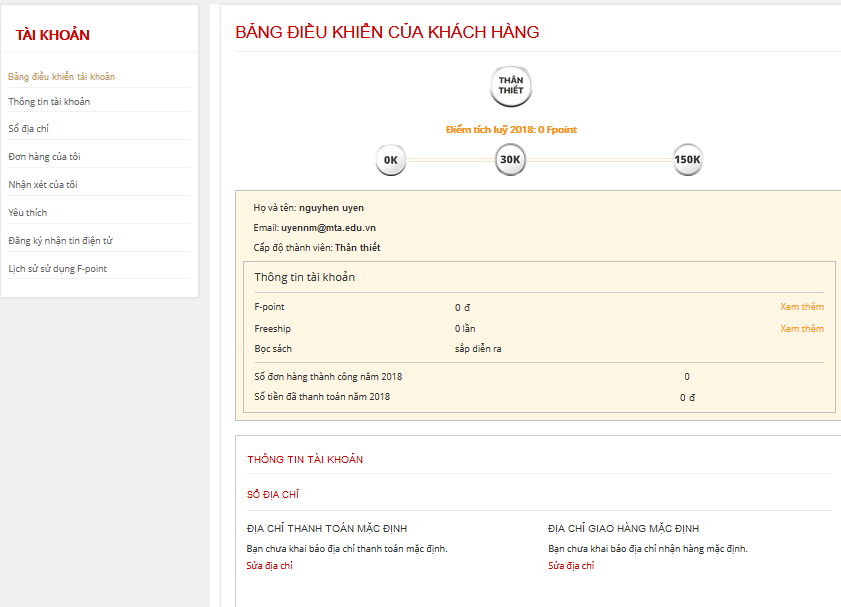 TÀI KHOẢN
Bảng điều khiển tài khoản
Thông tin tài khoản
Sổ địa chỉ
Đơn hàng của tôi
Nhận xét của tôi
Yêu thích
Đăng ký nhận tin điện tử
Lịch sử sử dụng F-point
BẢNG ĐIỀU KHIỂN CỦA KHÁCH HÀNG
THÂN
THIẾT
Điểm tích luỹ 2018: 0 Fpoint
0K 30K 150K
Họ và tên: nguyhen uyen
Email: uyennm@mta.edu.vn
Cấp độ thành viên: Thân thiết
Thông tin tài khoản
F-point 0 đ Xem thêm
Freeship 0 lần Xem thêm
Bọc sách sắp diễn ra
Số đơn hàng thành công năm 2018 0
Số tiền đã thanh toán năm 2018 0 đ
THÔNG TIN TÀI KHOẢN
SỔ ĐỊA CHỈ
ĐỊA CHỈ THANH TOÁN MẶC ĐỊNH
Bạn chưa khai báo địa chỉ thanh toán mặc định.
Sửa địa chỉ
ĐỊA CHỈ GIAO HÀNG MẶC ĐỊNH
Bạn chưa khai báo địa chỉ nhận hàng mặc định.
Sửa địa chỉ